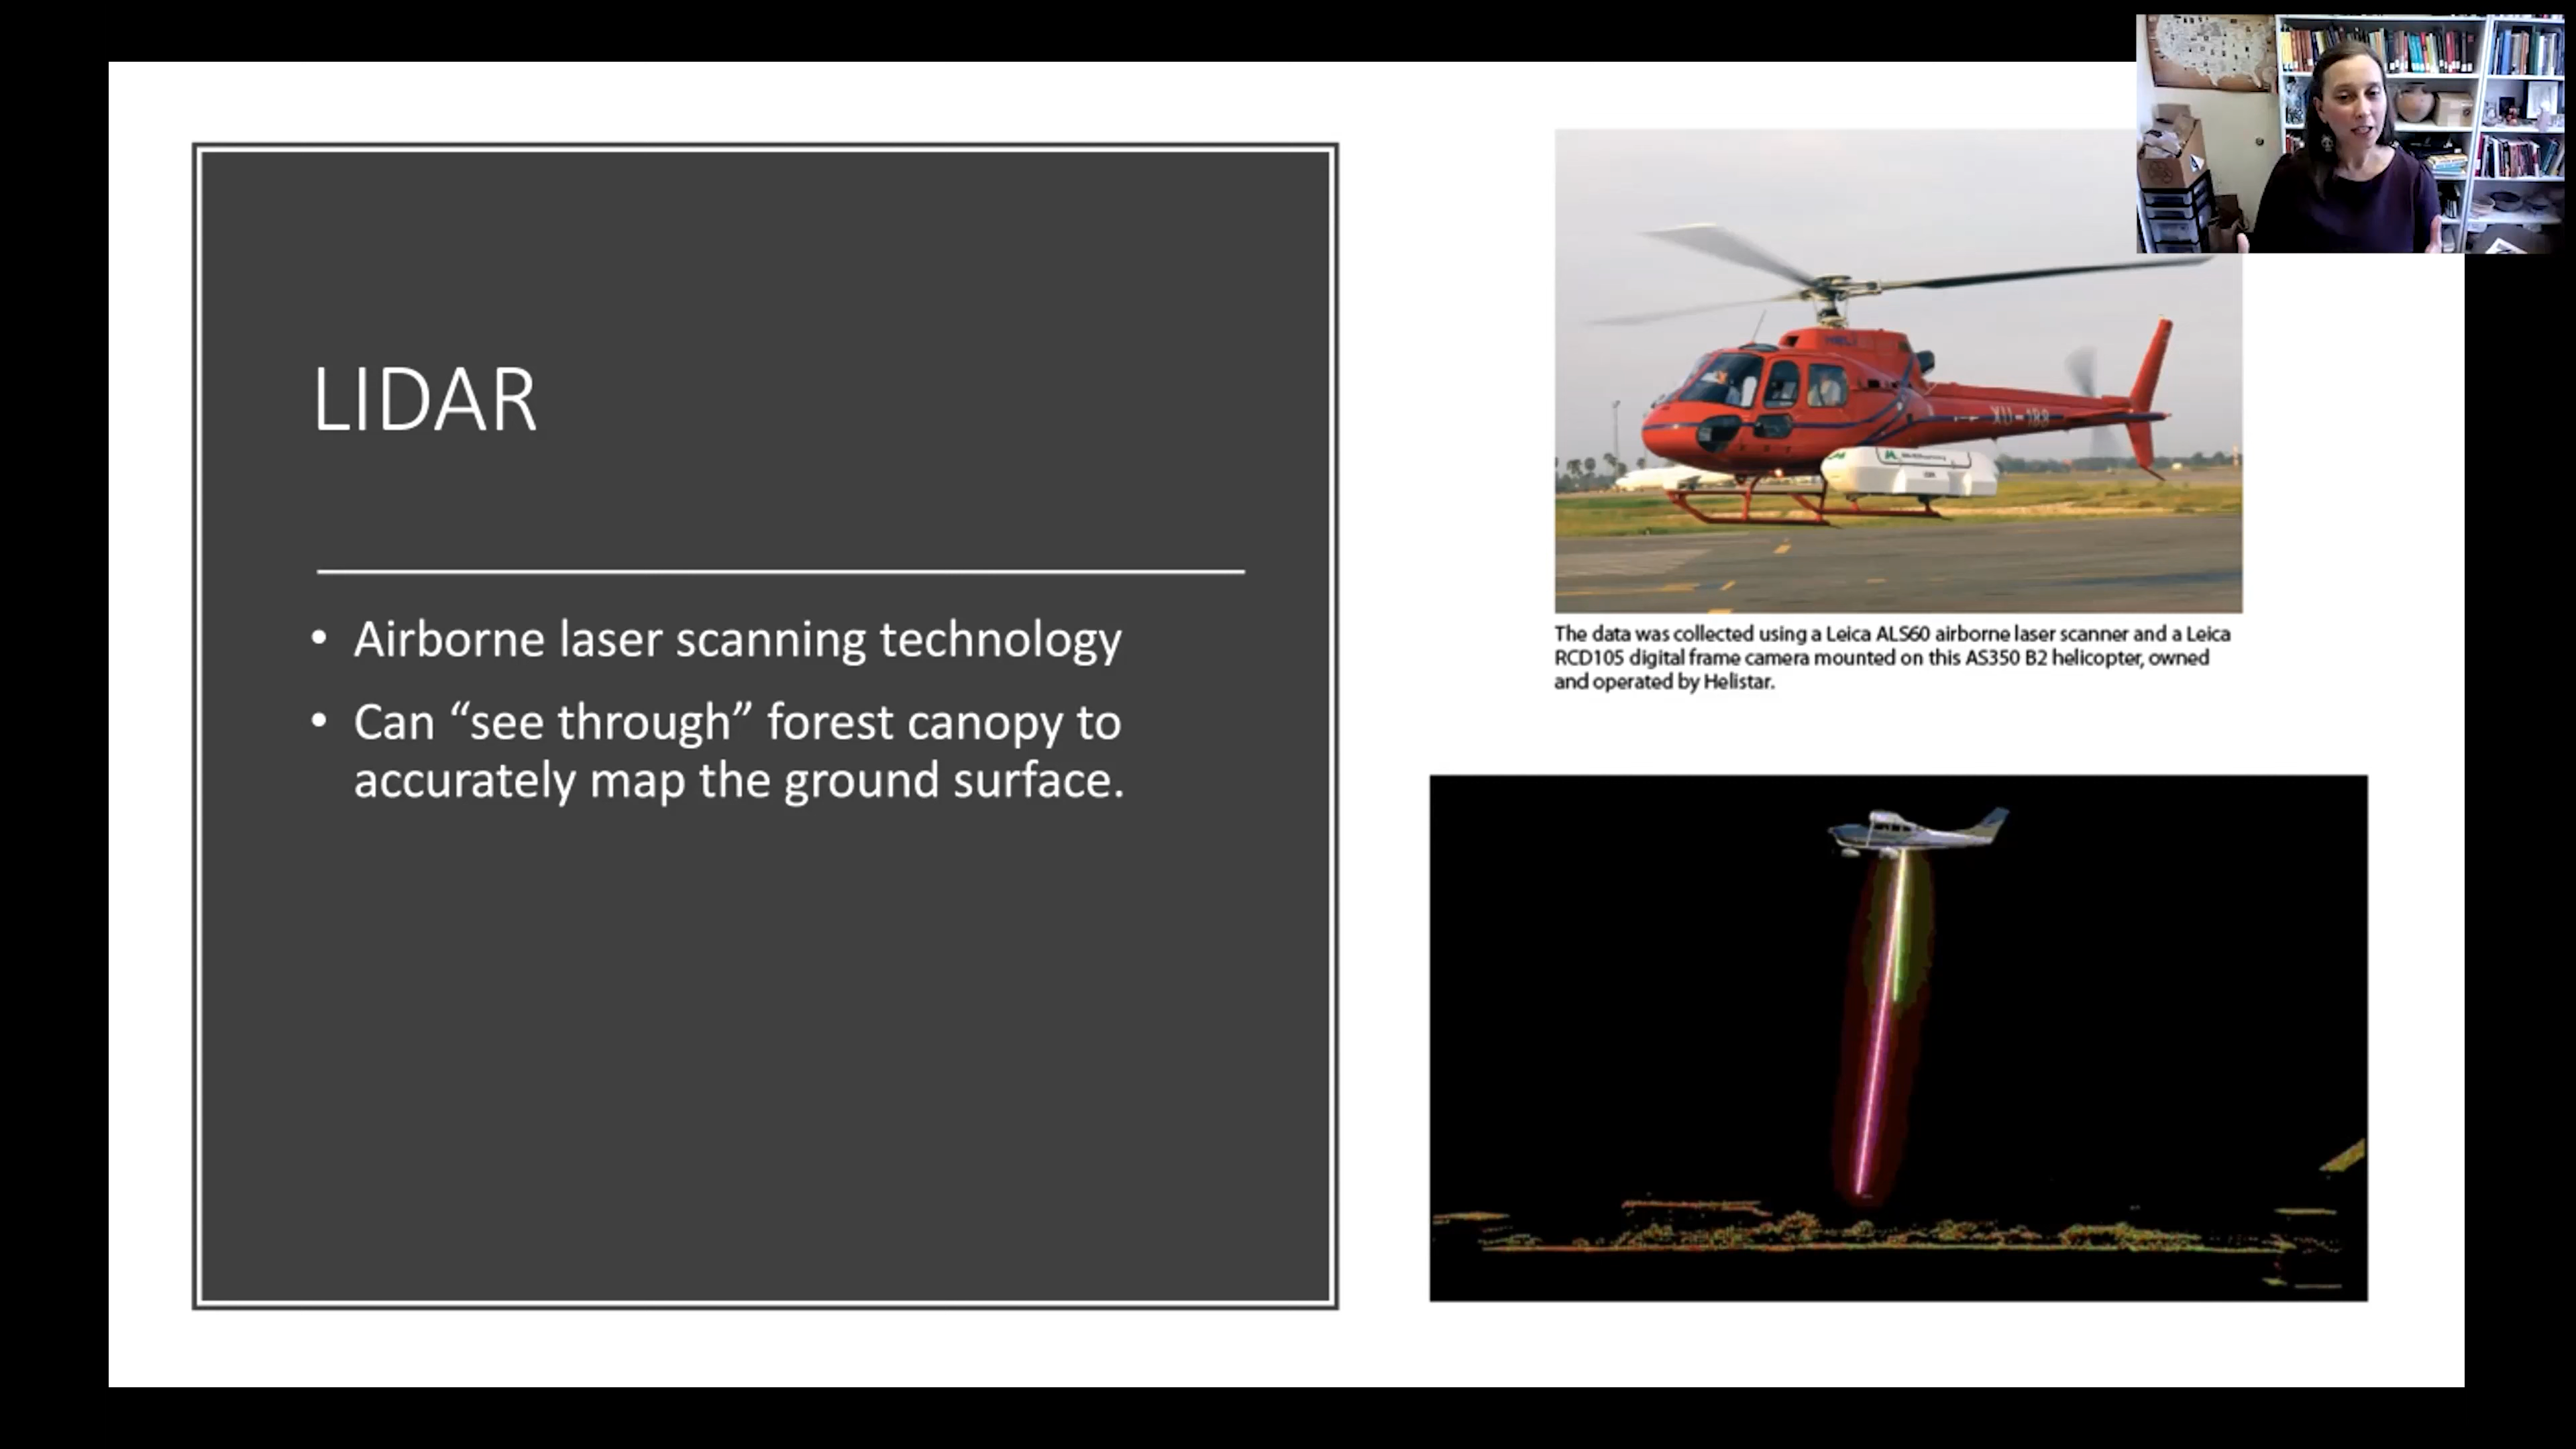 LIDAR
• Airborne laser scanning technology
• Can “see through” forest canopy to
accurately map the ground surface.
XU-188
The data was collected using a Leica ALS60 airborne laser scanner and a Leica
RCD105 digital frame camera mounted on this AS350 B2 helicopter, owned
and operated by Helistar.